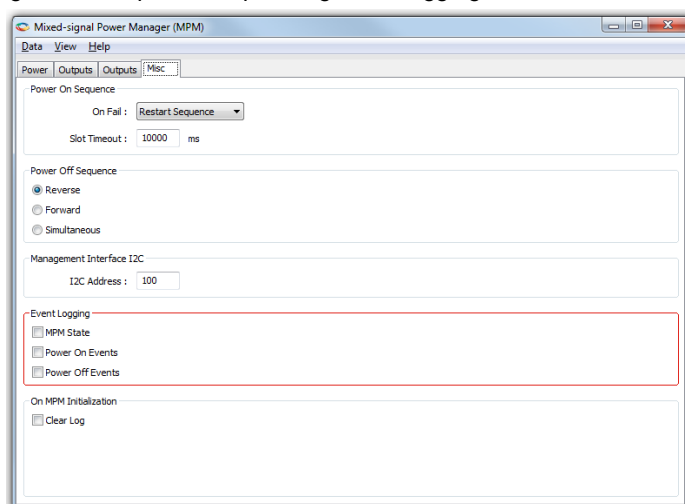 Mixed-signal Power Manager (MPM)
Data View Help
Power Outputs Outputs Misc
Power On Sequence
On Fail : Restart Sequence
Slot Timeout : 10000 ms
Power Off Sequence
Reverse
Forward
Simultaneous
Management Interface I2C
I2C Address : 100
Event Logging
MPM State
Power On Events
Power Off Events
On MPM Initialization
Clear Log